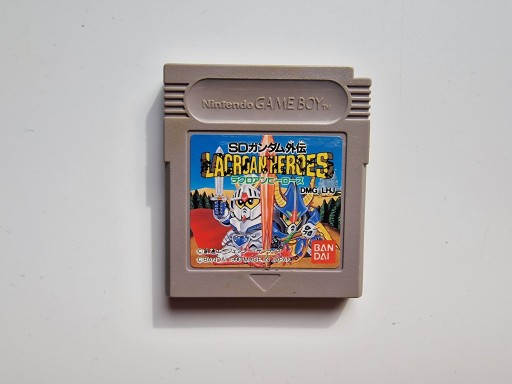 Nintendo GAME BOY TM
SDガンダム外伝
LACROAN HEROES
ラクロアンヒーローズ
DMG-LHJ
BAN
DAI